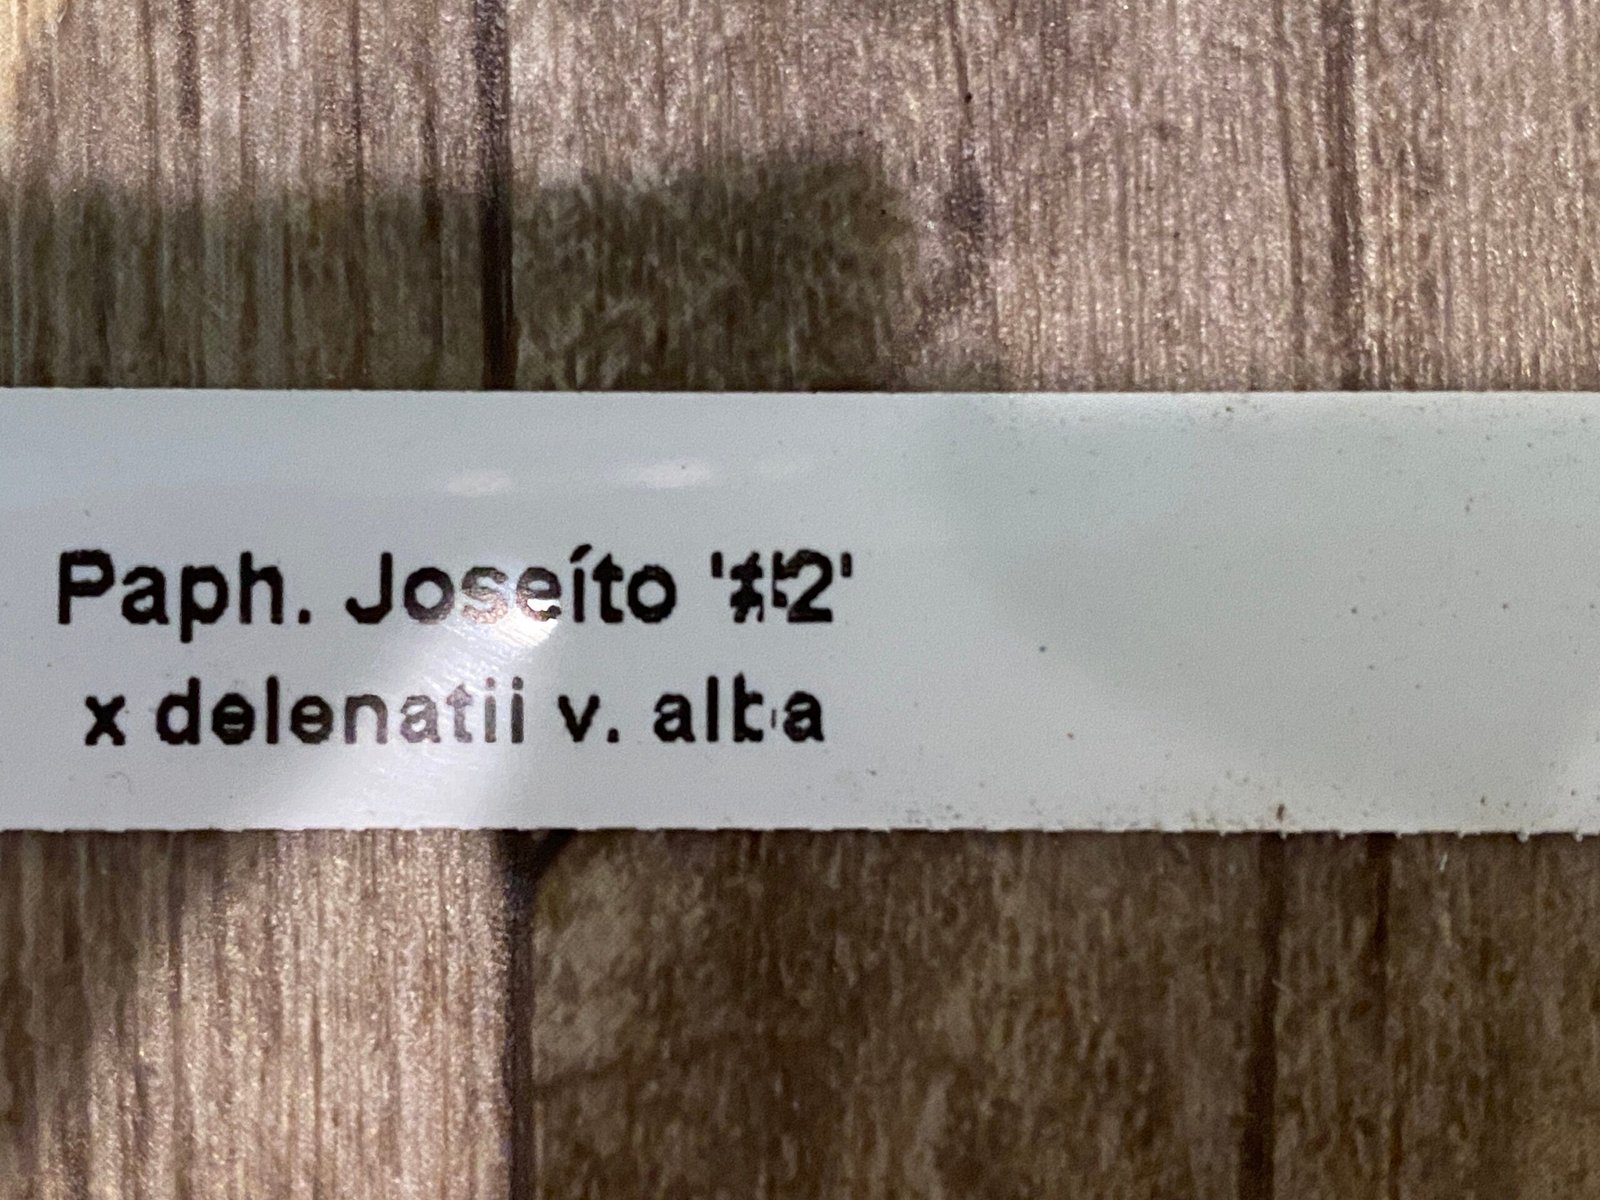 Paph. Joseíto '#2'
x delenatii v. alba